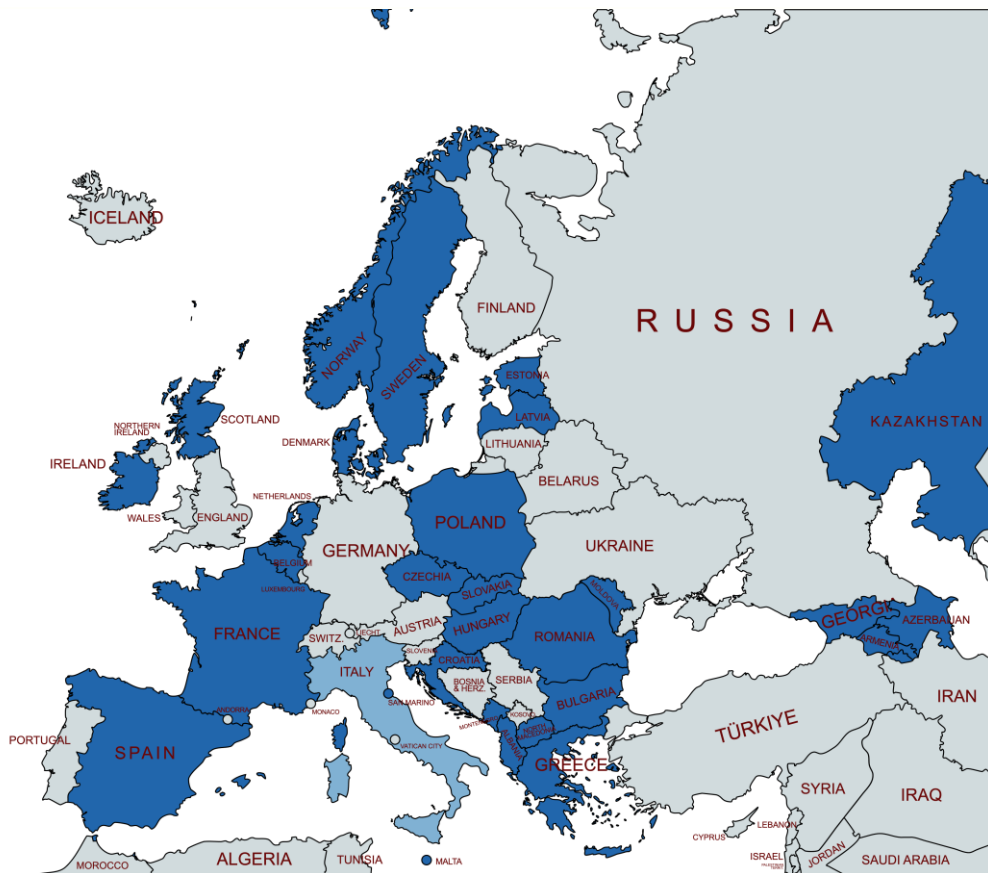 ICELAND
RUSSIA
FINLAND
NORWAY
SWEDEN
ESTONIA
KAZAKHSTAN
SCOTLAND
LATVIA
NORTHERN
IRELAND
DENMARK
LITHUANIA
IRELAND
BELARUS
NETHERLANDS
WALES
ENGLAND
POLAND
GERMANY
UKRAINE
BELGIUM
CZECHIA
LUXEMBOURG
SLOVAKIA
MOLDOVA
GEORGI
AZERBAIJAN
AUSTRIA
HUNGARY
FRANCE
SWITZ.
LIECHT.
ROMANIA
ARMENIA
SLOVENI
CROATIA
ITALY
SERBIA
BOSNIA
& HERZ.
IRAN
SAN MARINO
BULGARIA
ANDORRA
MONACO
KOSOVO
MONTENEGRO
TÜRKIYE
NORTH
MACEDONIA
PORTUGAL
SPAIN
VATICAN CITY
ALBANIA
GREECE
SYRIA
IRAQ
LEBANON
CYPRUS
MOROCCO
ALGERIA
TUNISIA
MALTA
ISRAEL
JORDAN
SAUDI ARABIA